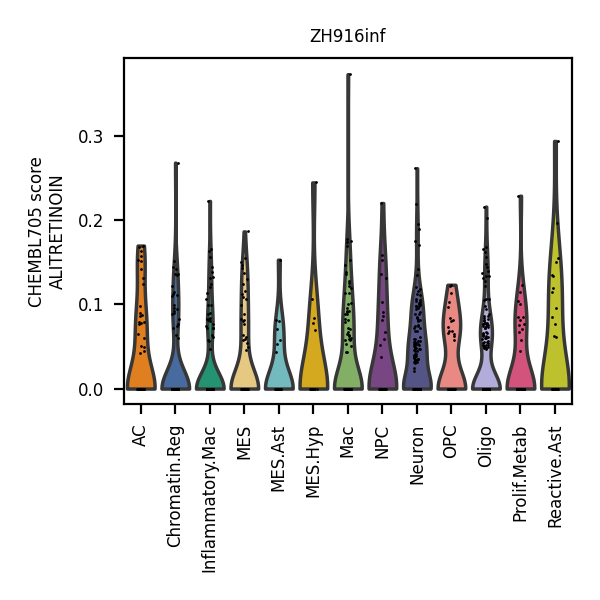 ZH916inf
CHEMBL705 score
ALITRETINOIN
0.3
0.2
0.1
0.0
AC
Chromatin.Reg
Inflammatory.Mac
MES
MES.Ast
MES.Hyp
Mac
NPC
Neuron
OPC
Oligo
Prolif.Metab
Reactive.Ast